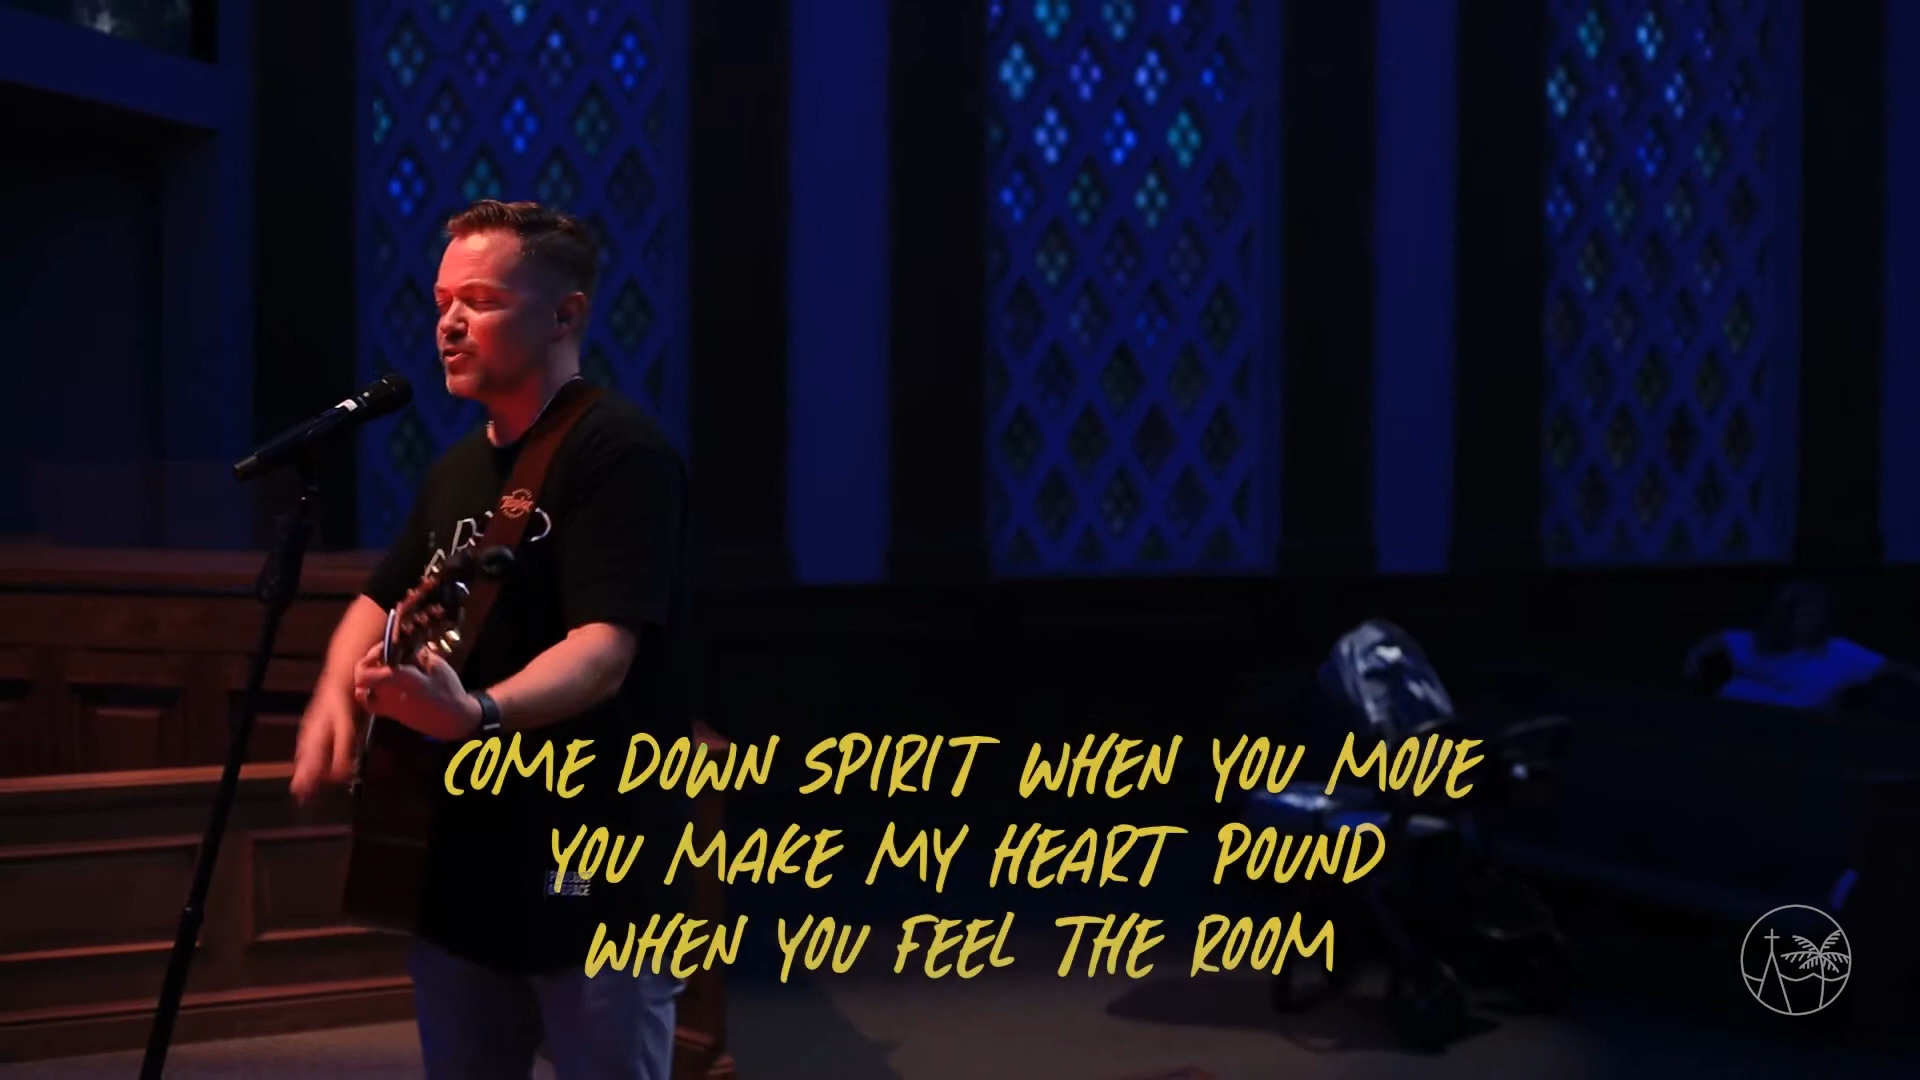 COME DOWN SPIRIT WHEN YOU MOVE
YOU MAKE MY HEART POUND
WHEN YOU FEEL THE ROOM